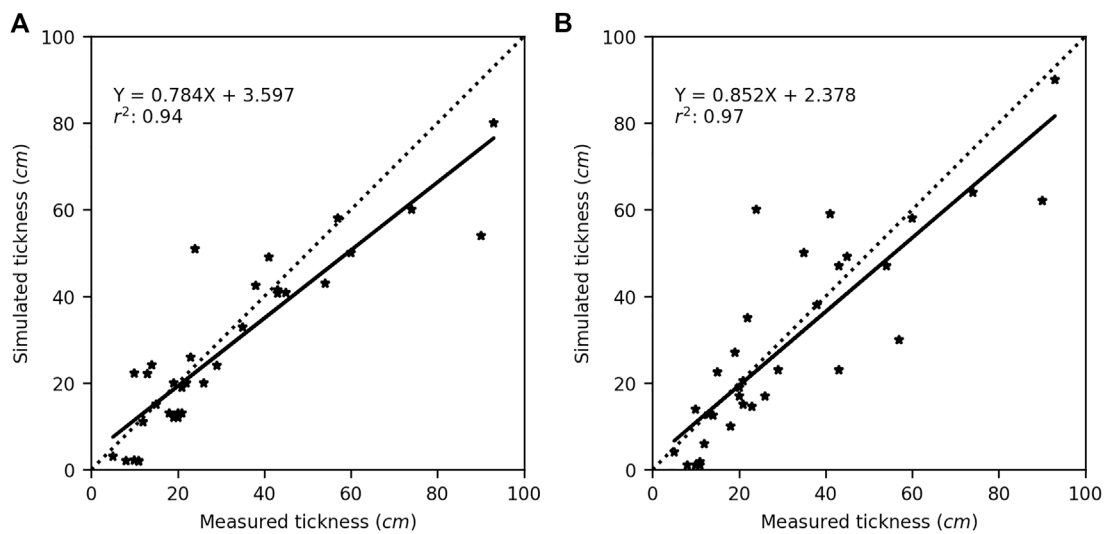 A
100
80
60
40
20
0
Simulated tickness (cm)
Y = 0.784X + 3.597
r²: 0.94
0 20 40 60 80 100
Measured tickness (cm)
B
100
80
60
40
20
0
Simulated tickness (cm)
Y = 0.852X + 2.378
r²: 0.97
0 20 40 60 80 100
Measured tickness (cm)